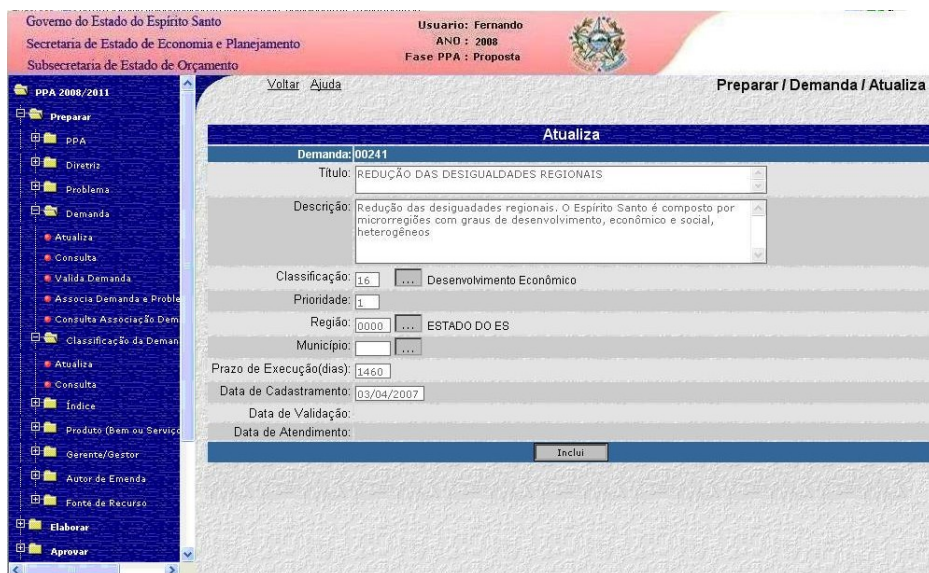 Governo do Estado do Espírito Santo
Secretaria de Estado de Economia e Planejamento
Subsecretaria de Estado de Orçamento
Usuario: Fernando
ANO : 2008
Fase PPA : Proposta
PPA 2008/2011
Preparar
PPA
Diretriz
Problema
Demanda
Atualiza
Consulta
Valida Demanda
Associa Demanda e Proble
Consulta Associação Dem
Classificação da Deman
Atualiza
Consulta
Índice
Produto (Bem ou Serviço
Gerente/Gestor
Autor de Emenda
Fonte de Recurso
Elaborar
Aprovar
Voltar Ajuda
Preparar / Demanda / Atualiza
Atualiza
Demanda: 00241
Título: REDUÇÃO DAS DESIGUALDADES REGIONAIS
Descrição: Redução das desiguadades regionais. O Espírito Santo é composto por
microrregiões com graus de desenvolvimento, econômico e social,
heterogêneos
Classificação: 16 ... Desenvolvimento Econômico
Prioridade: 1
Região: 0000 ... ESTADO DO ES
Município: ...
Prazo de Execução(dias): 1460
Data de Cadastramento: 03/04/2007
Data de Validação:
Data de Atendimento:
Inclui